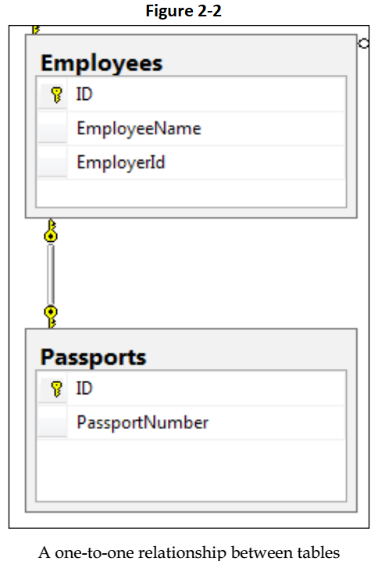 Figure 2-2
Employees
ID
EmployeeName
EmployerId
Passports
ID
PassportNumber
A one-to-one relationship between tables